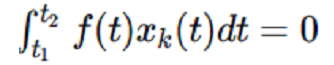 ∫_{t_1}^{t_2} f(t)x_k(t)dt = 0